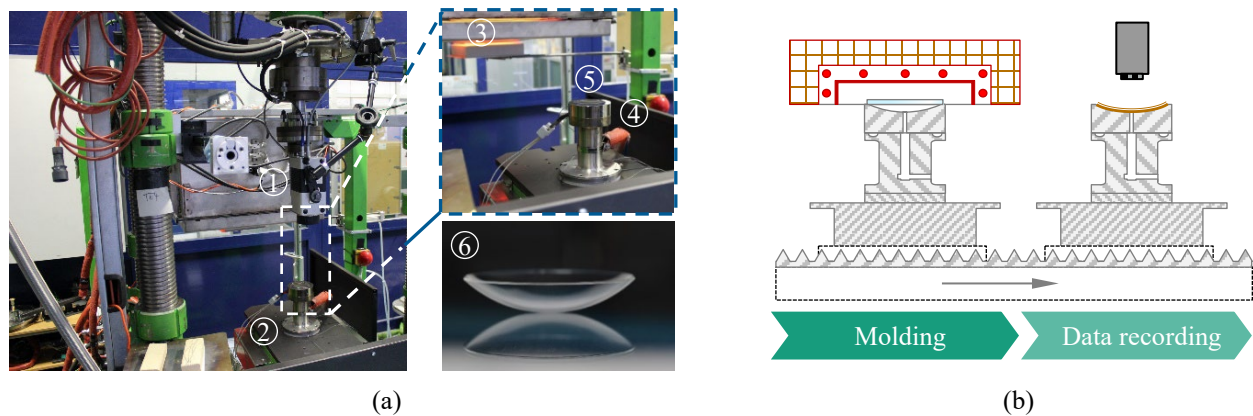 ③
⑤
④
①
⑥
②
Molding
Data recording
(a)
(b)